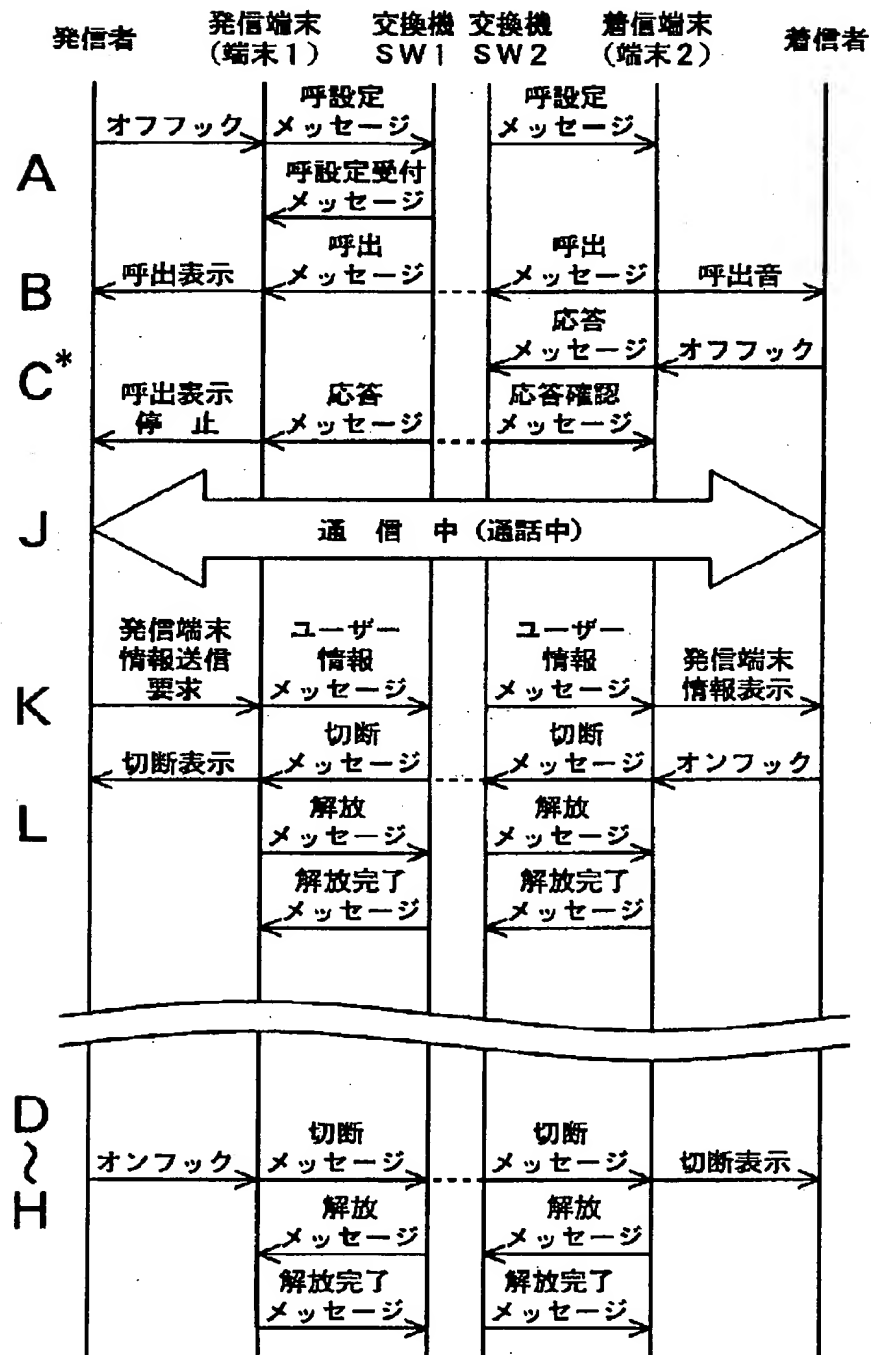 発信者 発信端末 交換機 交換機 着信端末 着信者
(端末1) SW1 SW2 (端末2)
呼設定 呼設定
オフフック メッセージ メッセージ
A
呼設定受付
メッセージ
呼出 呼出
B 呼出表示 メッセージ メッセージ 呼出音
応答
メッセージ オフフック
C*
呼出表示 応答 応答確認
停止 メッセージ メッセージ
J 通信中(通話中)
発信端末 ユーザー ユーザー
情報送信 情報 情報 発信端末
K 要求 メッセージ メッセージ 情報表示
切断 切断
切断表示 メッセージ メッセージ オンフック
L
解放 解放
メッセージ メッセージ
解放完了 解放完了
メッセージ メッセージ
D
切断 切断
~ オンフック メッセージ メッセージ 切断表示
H
解放 解放
メッセージ メッセージ
解放完了 解放完了
メッセージ メッセージ